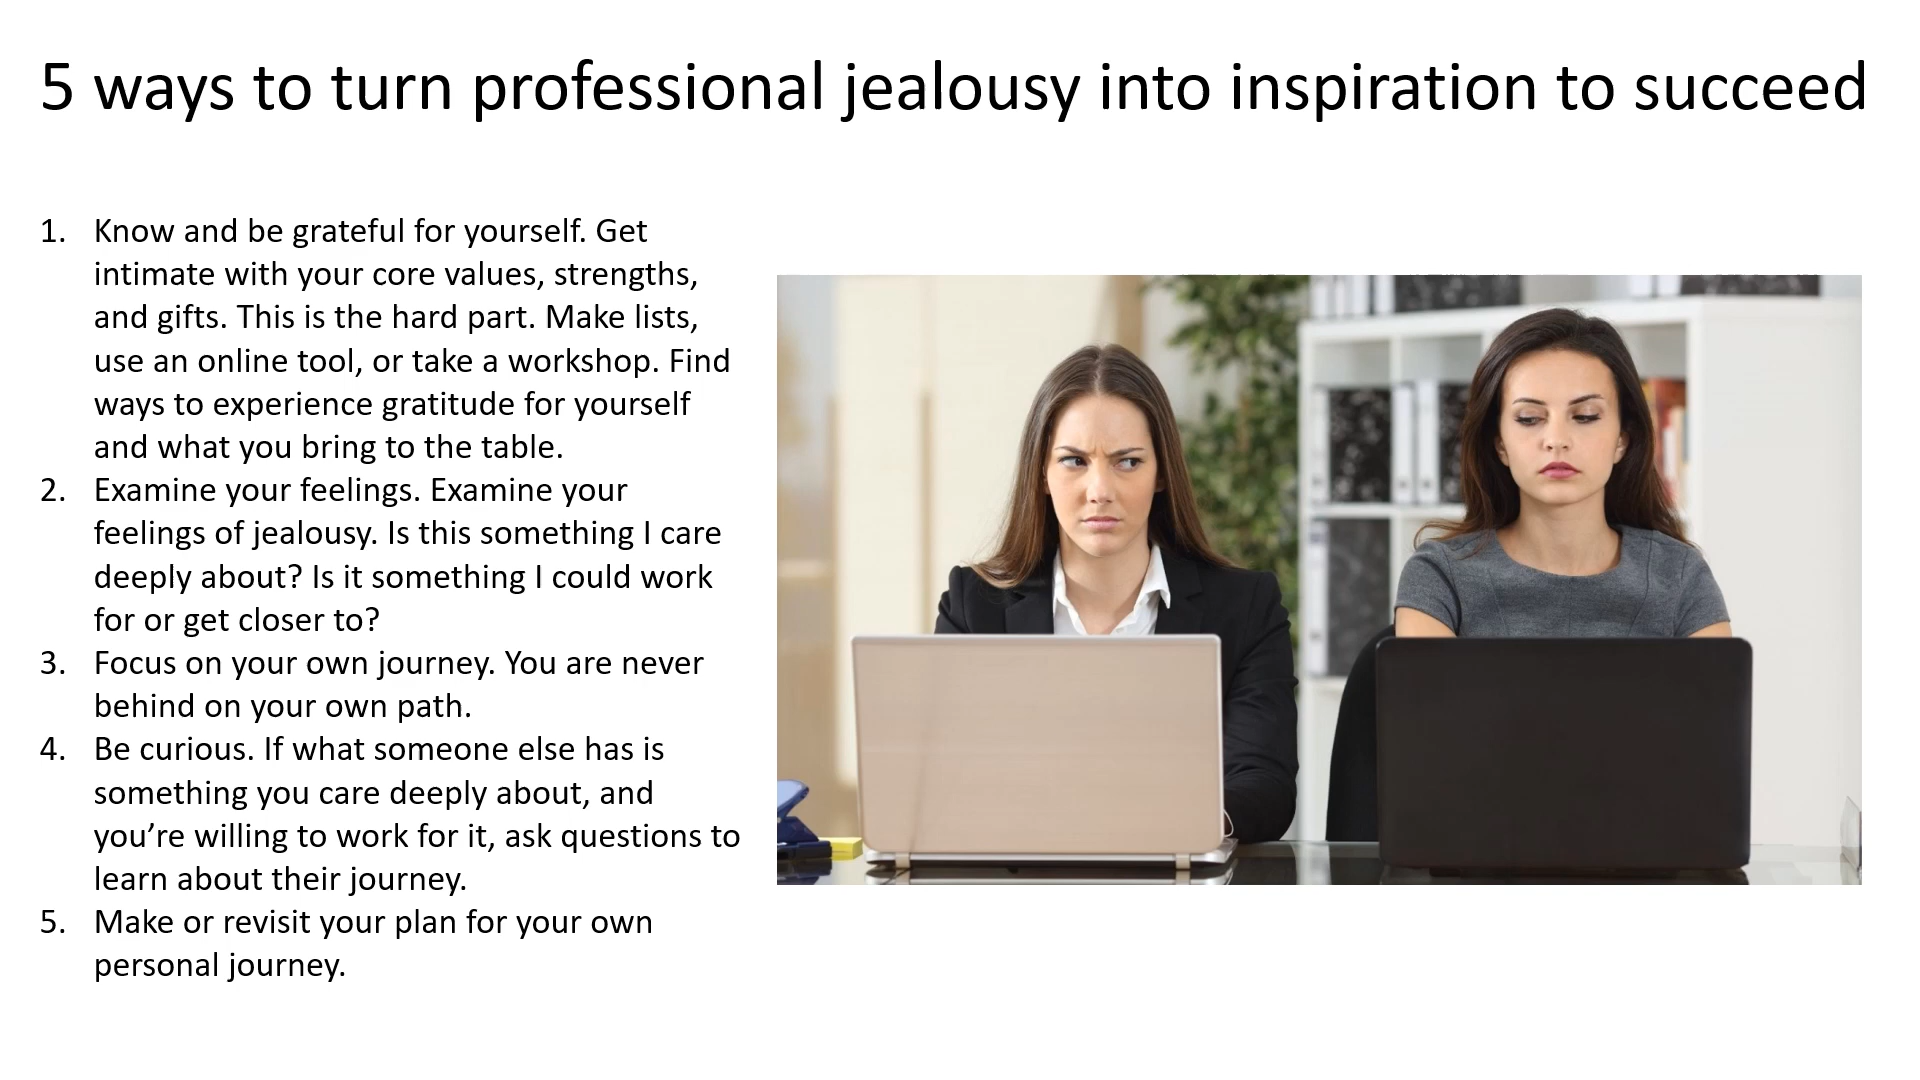 5 ways to turn professional jealousy into inspiration to succeed
1. Know and be grateful for yourself. Get
intimate with your core values, strengths,
and gifts. This is the hard part. Make lists,
use an online tool, or take a workshop. Find
ways to experience gratitude for yourself
and what you bring to the table.
2. Examine your feelings. Examine your
feelings of jealousy. Is this something I care
deeply about? Is it something I could work
for or get closer to?
3. Focus on your own journey. You are never
behind on your own path.
4. Be curious. If what someone else has is
something you care deeply about, and
you’re willing to work for it, ask questions to
learn about their journey.
5. Make or revisit your plan for your own
personal journey.